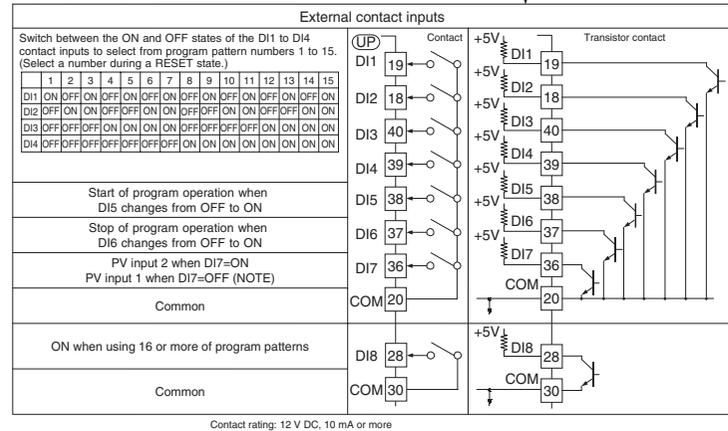 External contact inputs
Switch between the ON and OFF states of the DI1 to DI4
contact inputs to select from program pattern numbers 1 to 15.
(Select a number during a RESET state.)
1 2 3 4 5 6 7 8 9 10 11 12 13 14 15
DI1 ON OFF ON OFF ON OFF ON OFF ON OFF ON OFF ON OFF ON
DI2 OFF ON ON OFF OFF ON ON OFF OFF ON ON OFF OFF ON ON
DI3 OFF OFF OFF ON ON ON ON OFF OFF OFF OFF ON ON ON ON
DI4 OFF OFF OFF OFF OFF OFF OFF ON ON ON ON ON ON ON ON
Start of program operation when
DI5 changes from OFF to ON
Stop of program operation when
DI6 changes from OFF to ON
PV input 2 when DI7=ON
PV input 1 when DI7=OFF (NOTE)
Common
ON when using 16 or more of program patterns
Common
UP Contact
DI1 19
DI2 18
DI3 40
DI4 39
DI5 38
DI6 37
DI7 36
COM 20
DI8 28
COM 30
Transistor contact
+5V DI1 19
+5V DI2 18
+5V DI3 40
+5V DI4 39
+5V DI5 38
+5V DI6 37
+5V DI7 36
COM 20
+5V DI8 28
COM 30
Contact rating: 12 V DC, 10 mA or more